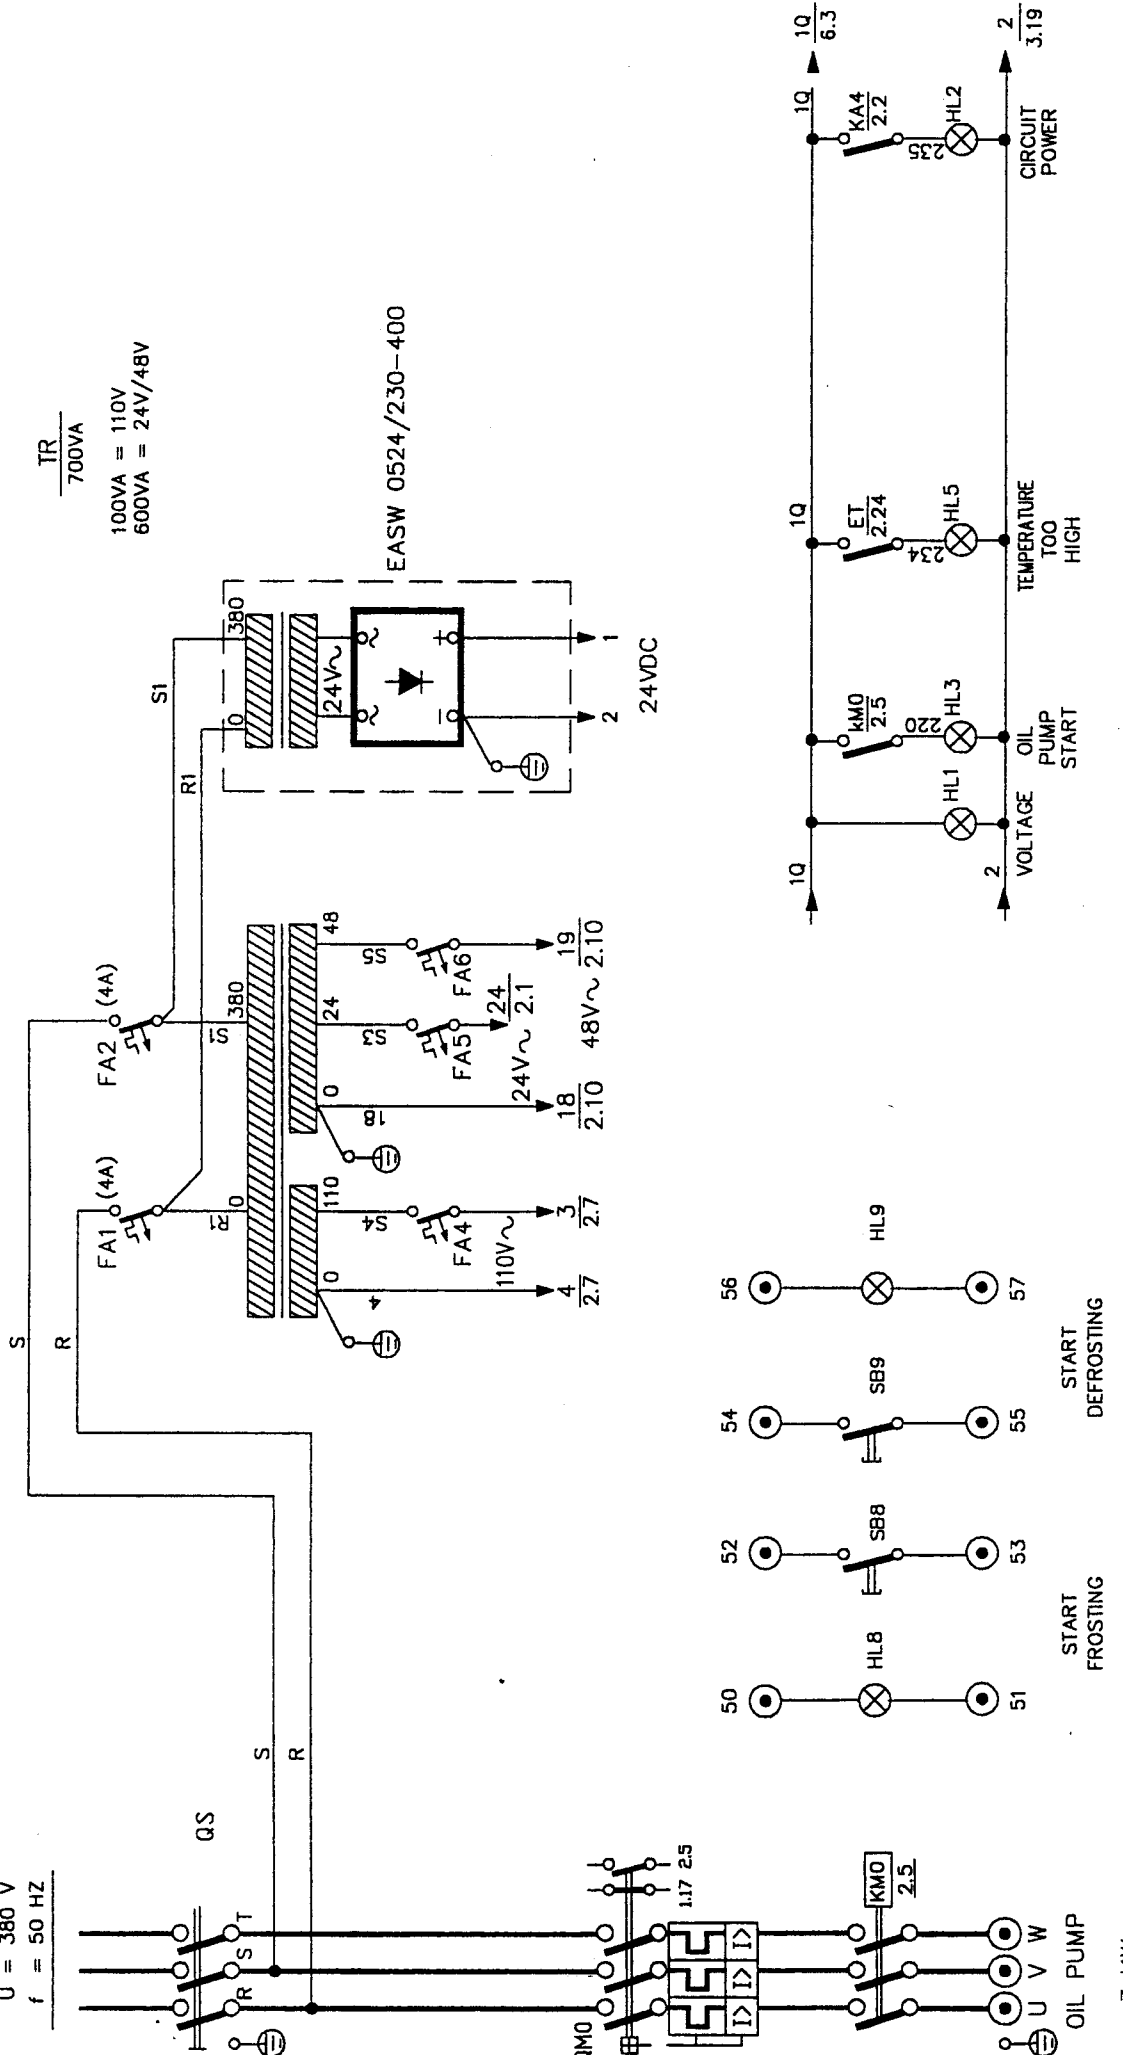 U = 380 V
f = 50 HZ
QS
R
S
T
S
R
S
R
FA1
(4A)
FA2
(4A)
R1
S1
R1
S1
0
380
0
110
0
24
48
4
S4
18
S3
S5
FA4
FA5
FA6
110V~
24V~
48V~
4
2.7
3
2.7
18
2.10
24
2.1
19
2.10
TR
700VA
100VA = 110V
600VA = 24V/48V
0
380
24V~
~
~
−
+
2
1
24VDC
EASW 0524/230-400
QM0
1.17
2.5
I>
I>
I>
KM0
2.5
U
V
W
OIL PUMP
50
HL8
51
52
SB8
53
START
FROSTING
54
SB9
55
56
HL9
57
START
DEFROSTING
1Q
2
HL1
VOLTAGE
kM0
2.5
220
HL3
OIL
PUMP
START
1Q
ET
2.24
234
HL5
TEMPERATURE
TOO
HIGH
1Q
KA4
2.2
235
HL2
CIRCUIT
POWER
1Q
6.3
2
3.19